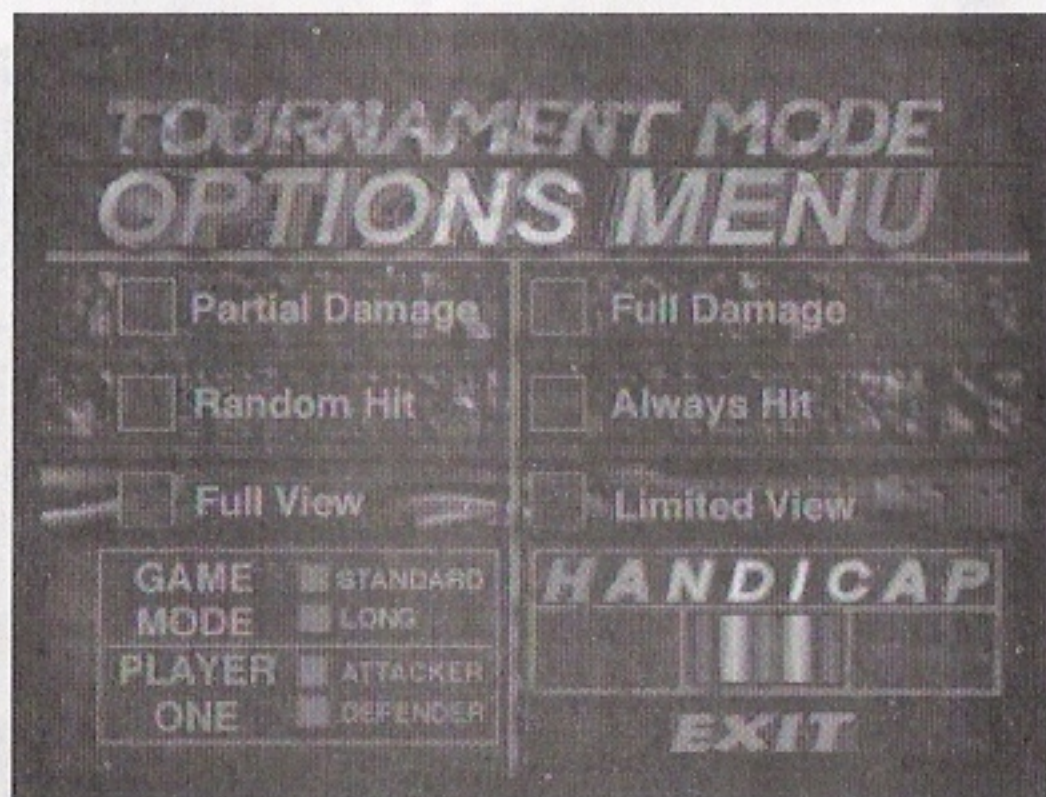 TOURNAMENT MODE
OPTIONS MENU
Partial Damage
Full Damage
Random Hit
Always Hit
Full View
Limited View
GAME MODE
STANDARD
LONG
PLAYER ONE
ATTACKER
DEFENDER
HANDICAP
EXIT